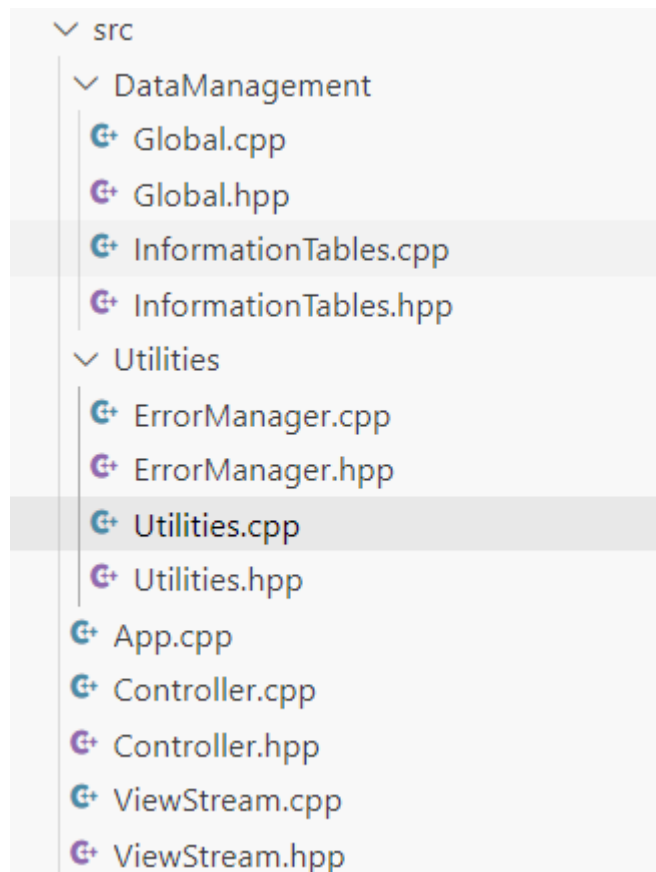 src
DataManagement
Global.cpp
Global.hpp
InformationTables.cpp
InformationTables.hpp
Utilities
ErrorManager.cpp
ErrorManager.hpp
Utilities.cpp
Utilities.hpp
App.cpp
Controller.cpp
Controller.hpp
ViewStream.cpp
ViewStream.hpp